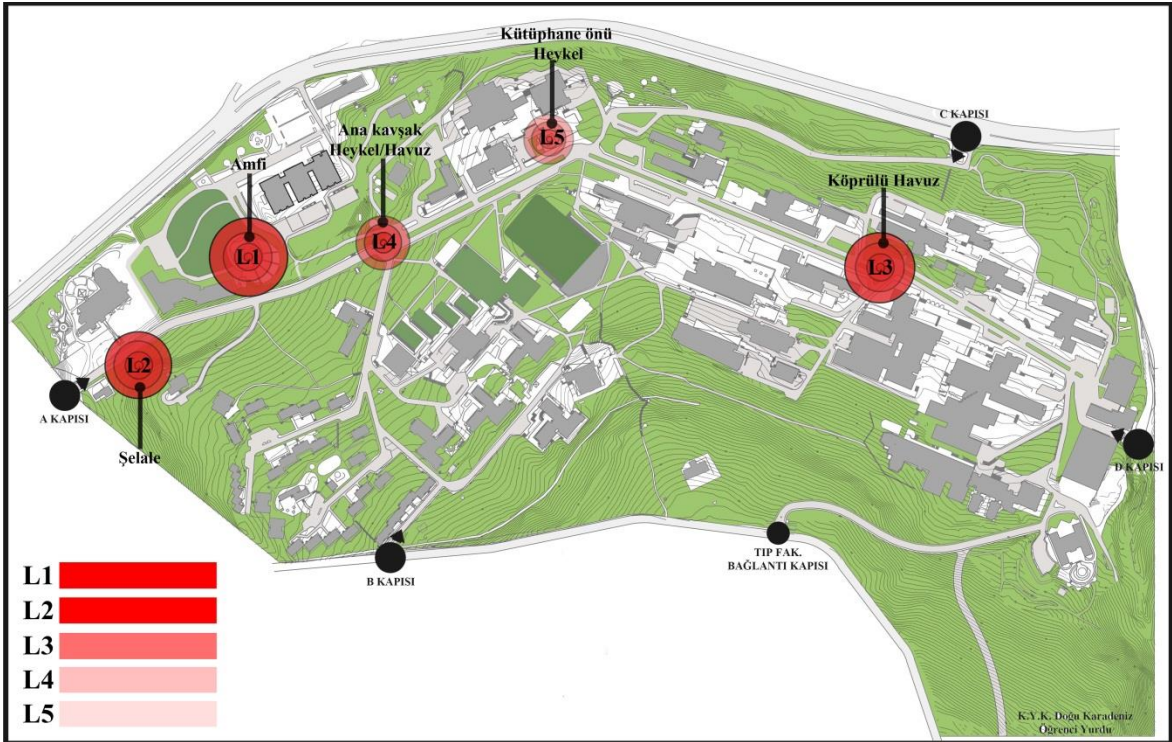 Kütüphane önü
Heykel
L5
C KAPISI
Ana kavşak
Heykel/Havuz
L4
Amfi
L1
Köprülü Havuz
L3
L2
A KAPISI
Şelale
D KAPISI
B KAPISI
TIP FAK.
BAĞLANTI KAPISI
L1
L2
L3
L4
L5
K.Y.K. Doğu Karadeniz
Öğrenci Yurdu